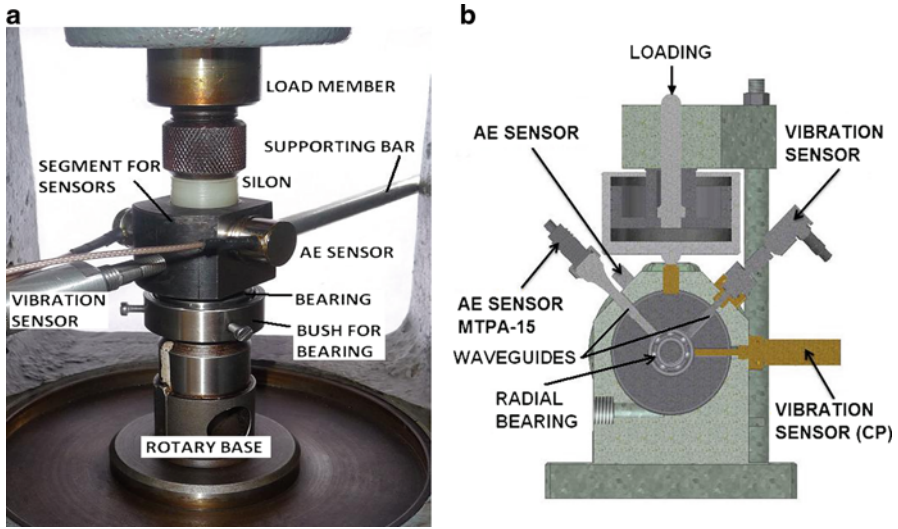 a
LOAD MEMBER
SUPPORTING BAR
SEGMENT FOR
SENSORS
SILON
AE SENSOR
VIBRATION
SENSOR
BEARING
BUSH FOR
BEARING
ROTARY BASE
b
LOADING
AE SENSOR
VIBRATION
SENSOR
AE SENSOR
MTPA-15
WAVEGUIDES
RADIAL
BEARING
VIBRATION
SENSOR (CP)